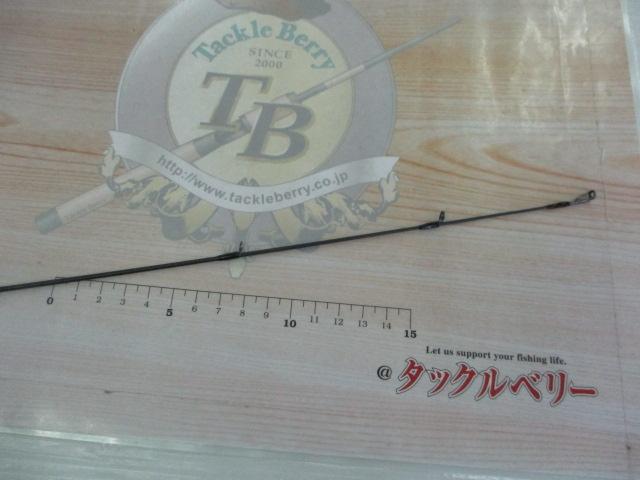 Tackle Berry
SINCE
2000
TB
http://www.tackleberry.co.jp
0 1 2 3 4 5 6 7 8 9 10 11 12 13 14 15
Let us support your fishing life.
@タックルベリー